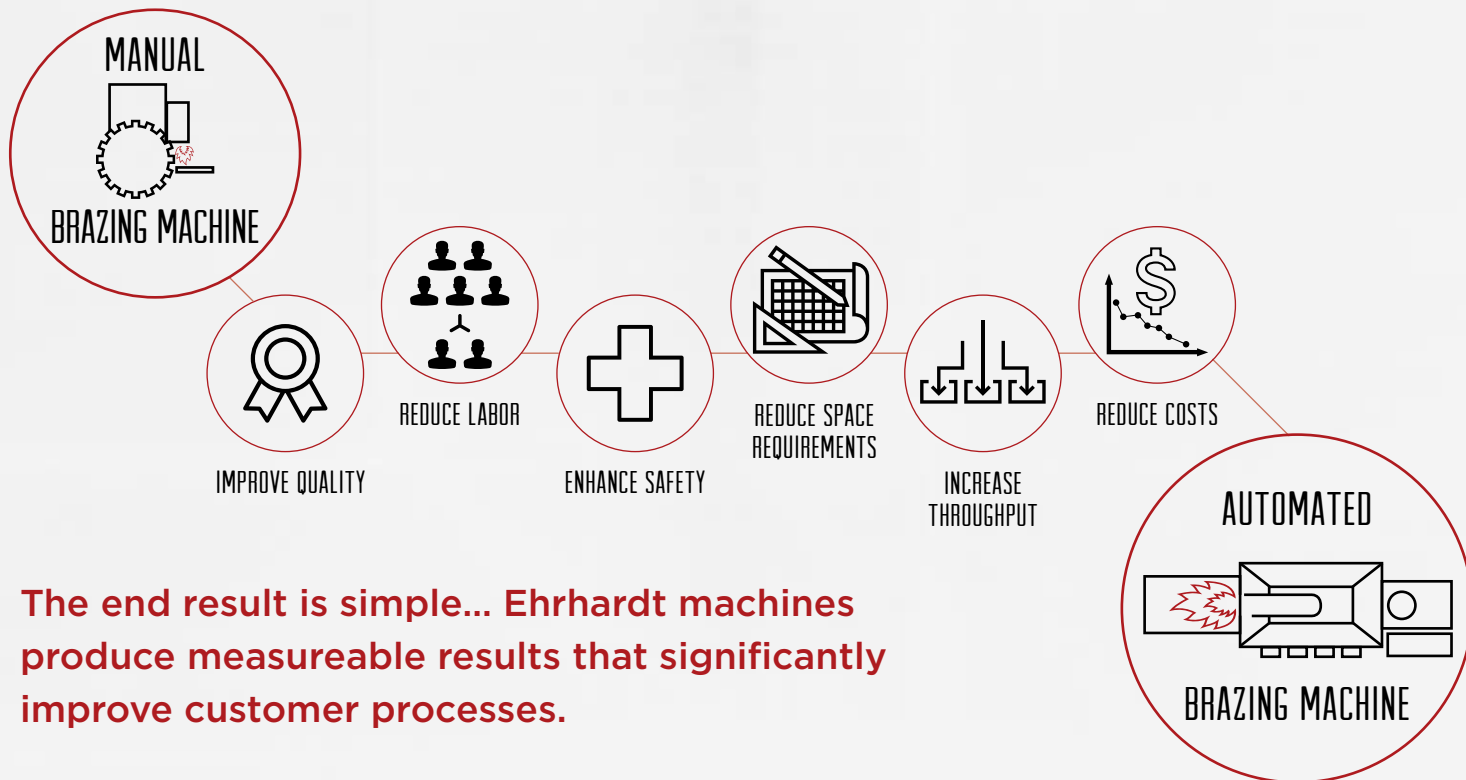 MANUAL
BRAZING MACHINE
IMPROVE QUALITY
REDUCE LABOR
ENHANCE SAFETY
REDUCE SPACE
REQUIREMENTS
INCREASE
THROUGHPUT
$
REDUCE COSTS
AUTOMATED
BRAZING MACHINE
The end result is simple... Ehrhardt machines
produce measureable results that significantly
improve customer processes.